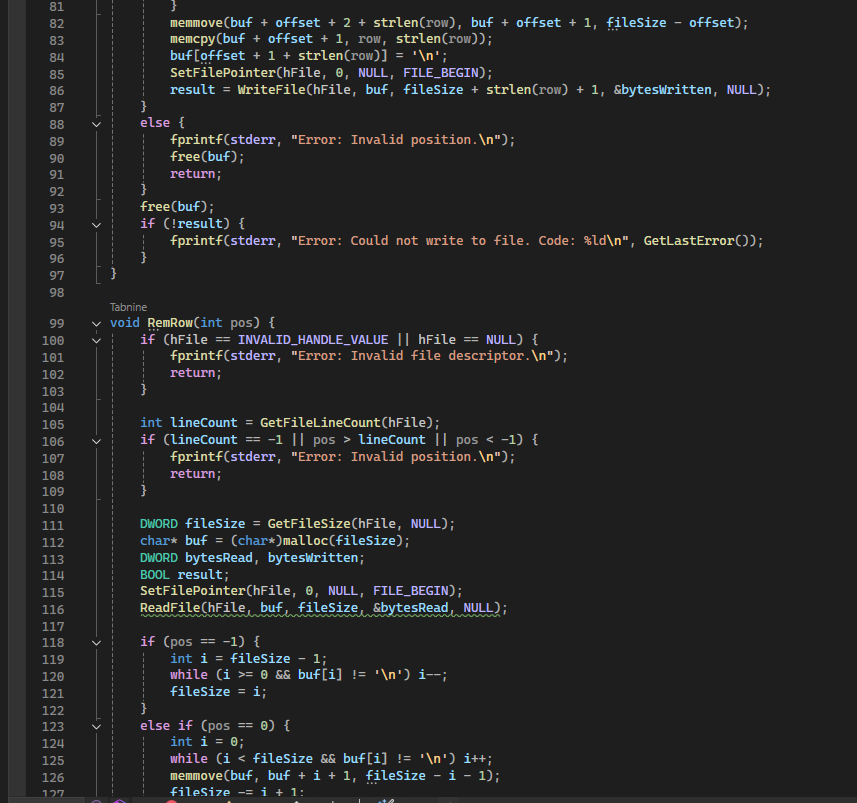 81 }
82 memmove(buf + offset + 2 + strlen(row), buf + offset + 1, fileSize - offset);
83 memcpy(buf + offset + 1, row, strlen(row));
84 buf[offset + 1 + strlen(row)] = '\n';
85 SetFilePointer(hFile, 0, NULL, FILE_BEGIN);
86 result = WriteFile(hFile, buf, fileSize + strlen(row) + 1, &bytesWritten, NULL);
87 }
88 else {
89 fprintf(stderr, "Error: Invalid position.\n");
90 free(buf);
91 return;
92 }
93 free(buf);
94 if (!result) {
95 fprintf(stderr, "Error: Could not write to file. Code: %ld\n", GetLastError());
96 }
97 }
98
Tabnine
99 void RemRow(int pos) {
100 if (hFile == INVALID_HANDLE_VALUE || hFile == NULL) {
101 fprintf(stderr, "Error: Invalid file descriptor.\n");
102 return;
103 }
104
105 int lineCount = GetFileLineCount(hFile);
106 if (lineCount == -1 || pos > lineCount || pos < -1) {
107 fprintf(stderr, "Error: Invalid position.\n");
108 return;
109 }
110
111 DWORD fileSize = GetFileSize(hFile, NULL);
112 char* buf = (char*)malloc(fileSize);
113 DWORD bytesRead, bytesWritten;
114 BOOL result;
115 SetFilePointer(hFile, 0, NULL, FILE_BEGIN);
116 ReadFile(hFile, buf, fileSize, &bytesRead, NULL);
117
118 if (pos == -1) {
119 int i = fileSize - 1;
120 while (i >= 0 && buf[i] != '\n') i--;
121 fileSize = i;
122 }
123 else if (pos == 0) {
124 int i = 0;
125 while (i < fileSize && buf[i] != '\n') i++;
126 memmove(buf, buf + i + 1, fileSize - i - 1);
127 fileSize -= i + 1;